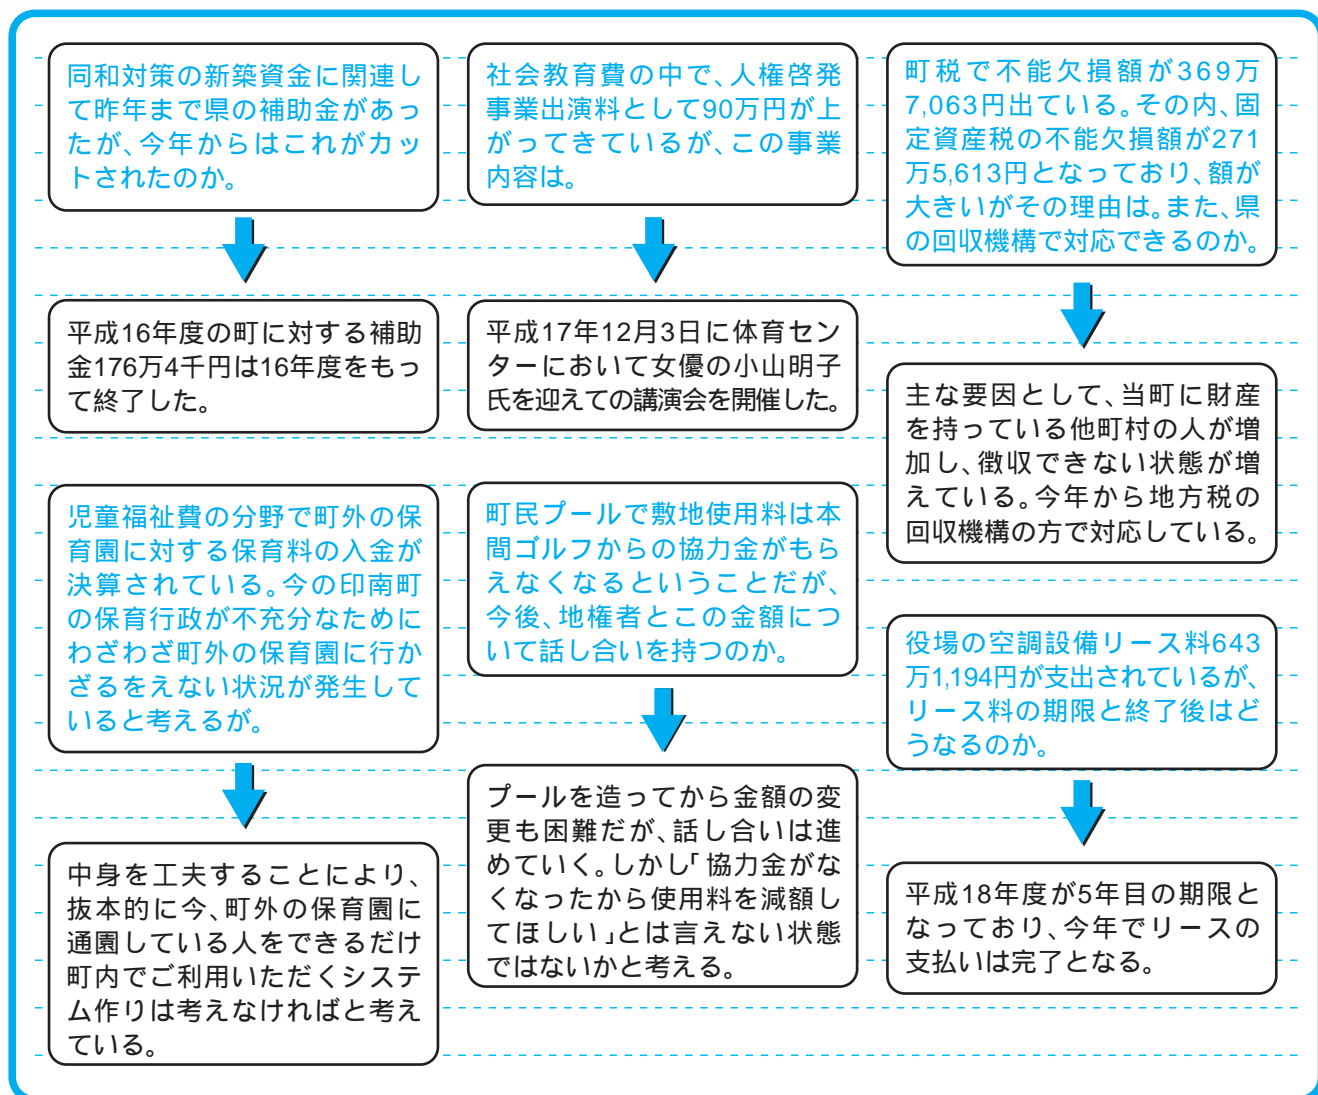 同和対策の新築資金に関連し
て昨年まで県の補助金があっ
たが、今年からはこれがカッ
トされたのか。
平成16年度の町に対する補助
金176万4千円は16年度をもっ
て終了した。
児童福祉費の分野で町外の保
育園に対する保育料の入金が
決算されている。今の印南町
の保育行政が不充分なために
わざわざ町外の保育園に行か
ざるをえない状況が発生して
いると考えるが。
中身を工夫することにより、
抜本的に今、町外の保育園に
通園している人をできるだけ
町内でご利用いただくシステ
ム作りは考えなければと考え
ている。
社会教育費の中で、人権啓発
事業出演料として90万円が上
がってきているが、この事業
内容は。
平成17年12月3日に体育セン
ターにおいて女優の小山明子
氏を迎えての講演会を開催した。
町民プールで敷地使用料は本
間ゴルフからの協力金がもら
えなくなるということだが、
今後、地権者とこの金額につ
いて話し合いを持つのか。
プールを造ってから金額の変
更も困難だが、話し合いは進
めていく。しかし「協力金がな
くなったから使用料を減額し
てほしい」とは言えない状態
ではないかと考える。
町税で不能欠損額が369万
7,063円出ている。その内、固
定資産税の不能欠損額が271
万5,613円となっており、額が
大きいがその理由は。また、県
の回収機構で対応できるのか。
主な要因として、当町に財産
を持っている他町村の人が増
加し、徴収できない状態が増
えている。今年から地方税の
回収機構の方で対応している。
役場の空調設備リース料643
万1,194円が支出されているが、
リース料の期限と終了後はど
うなるのか。
平成18年度が5年目の期限と
なっており、今年でリースの
支払いは完了となる。